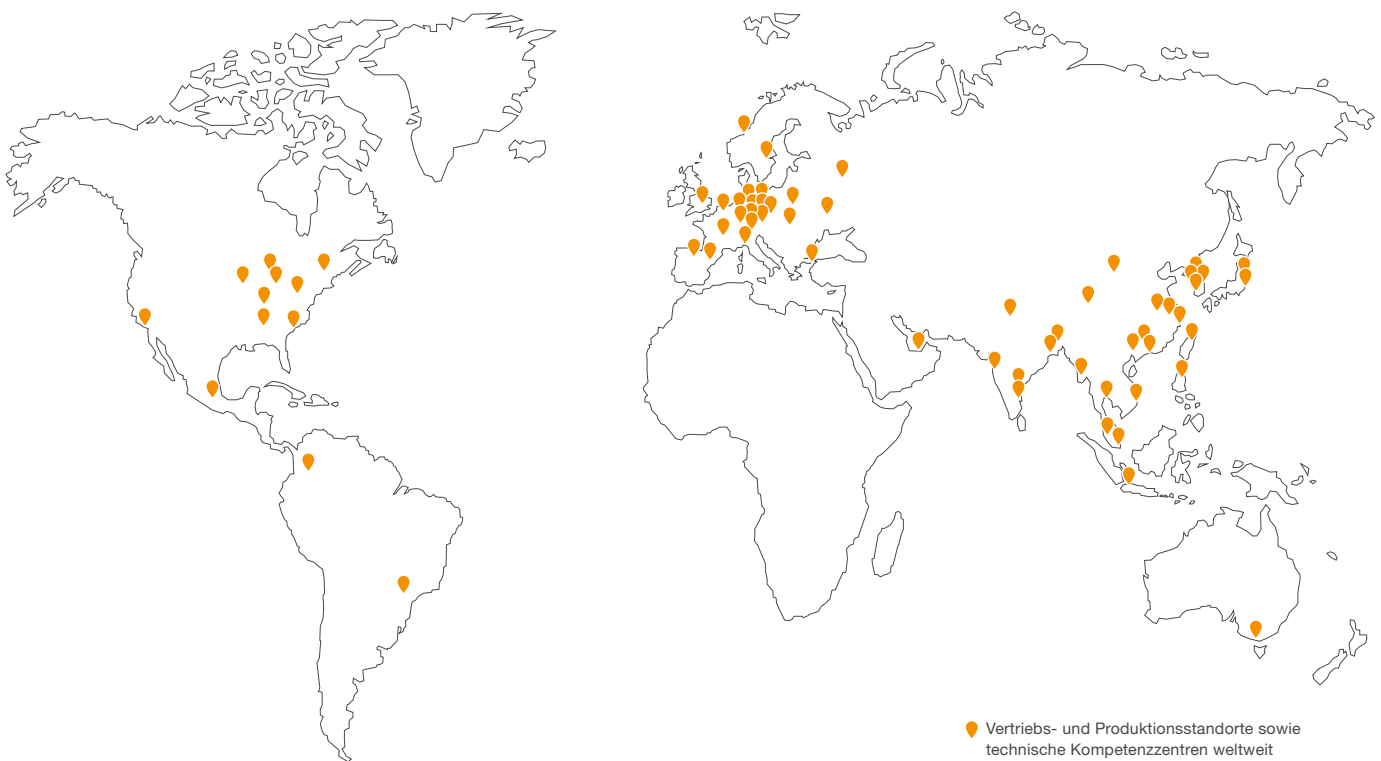 Vertriebs- und Produktionsstandorte sowie
technische Kompetenzzentren weltweit